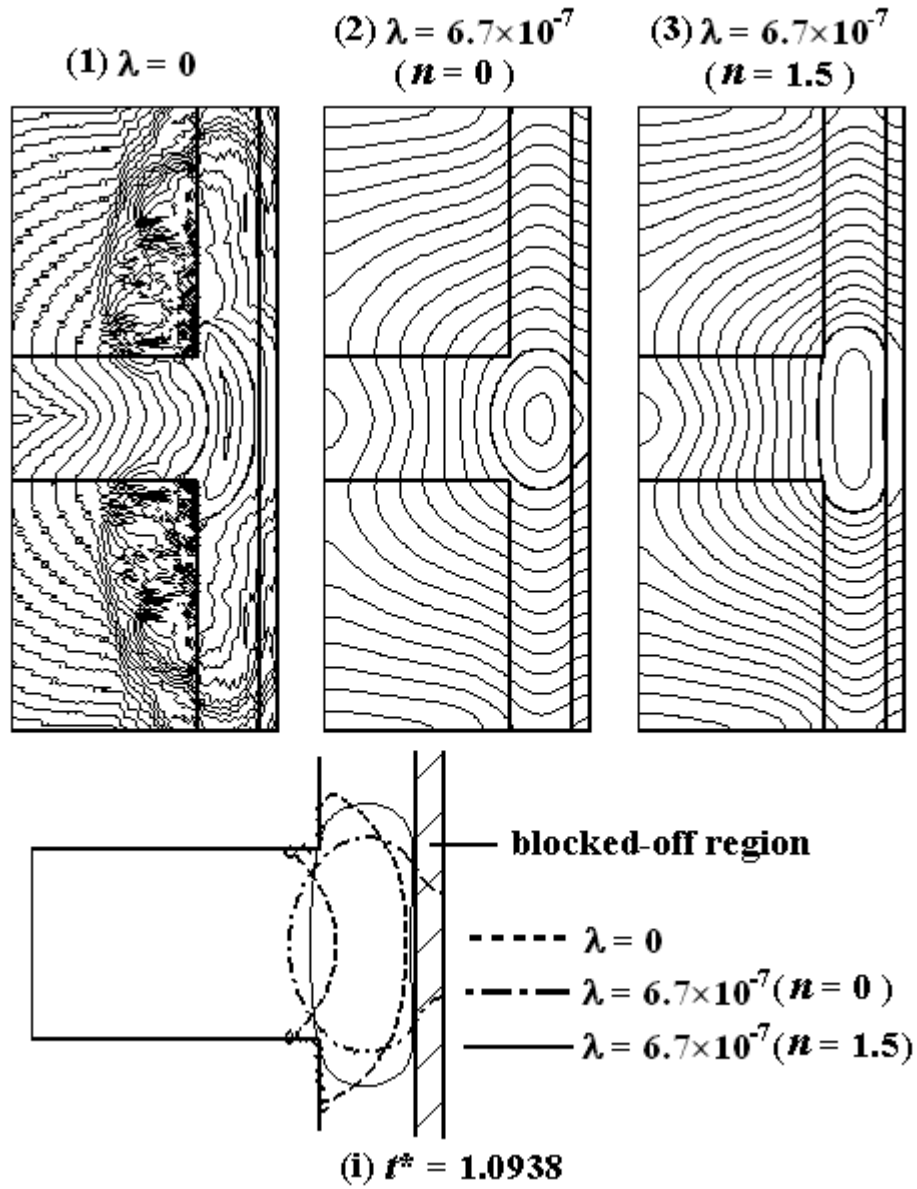 (1) λ = 0
(2) λ = 6.7×10⁻⁷
(n = 0)
(3) λ = 6.7×10⁻⁷
(n = 1.5)
blocked-off region
λ = 0
λ = 6.7×10⁻⁷(n = 0)
λ = 6.7×10⁻⁷(n = 1.5)
(i) t* = 1.0938